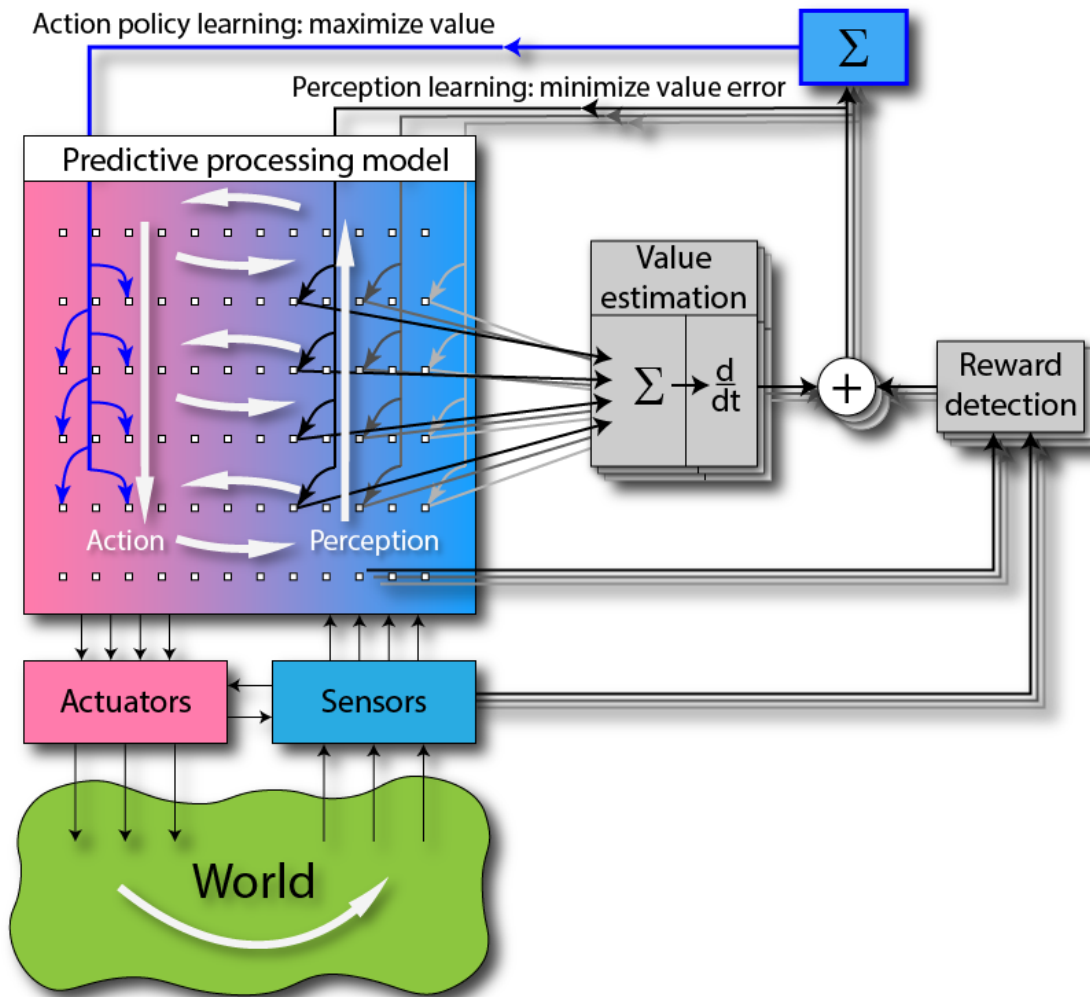 Action policy learning: maximize value
Σ
Perception learning: minimize value error
Predictive processing model
Value
estimation
Σ
d
dt
+
Reward
detection
Action
Perception
Actuators
Sensors
World